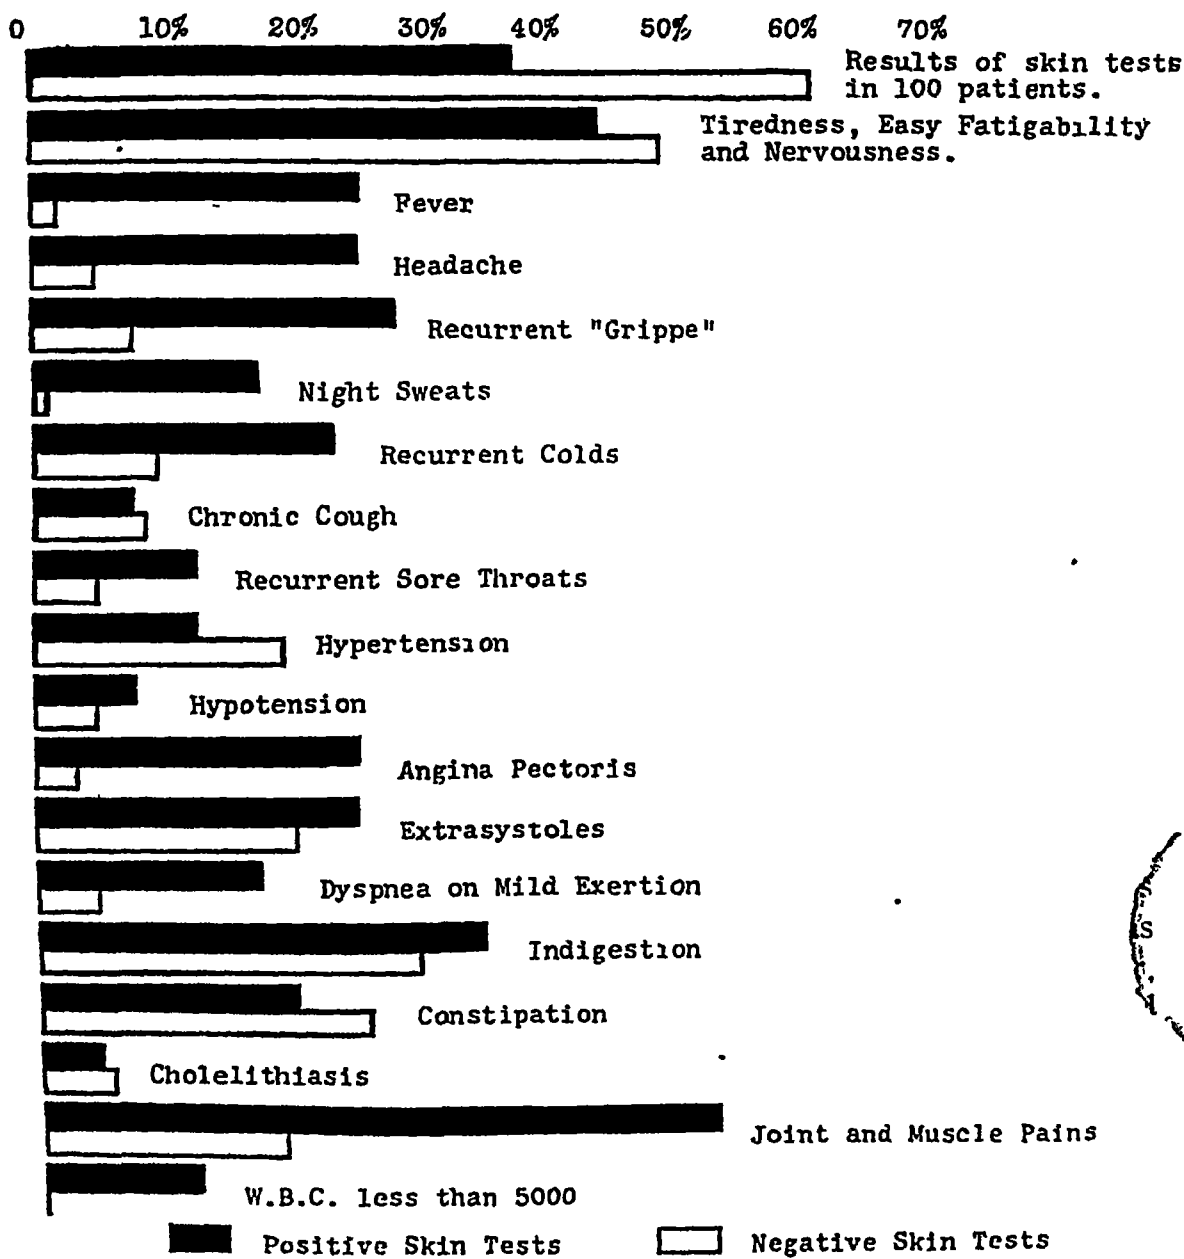 0 10% 20% 30% 40% 50% 60% 70%
Results of skin tests
in 100 patients.
Tiredness, Easy Fatigability
and Nervousness.
Fever
Headache
Recurrent "Grippe"
Night Sweats
Recurrent Colds
Chronic Cough
Recurrent Sore Throats
Hypertension
Hypotension
Angina Pectoris
Extrasystoles
Dyspnea on Mild Exertion
S
Indigestion
Constipation
Cholelithiasis
Joint and Muscle Pains
W.B.C. less than 5000
Positive Skin Tests Negative Skin Tests